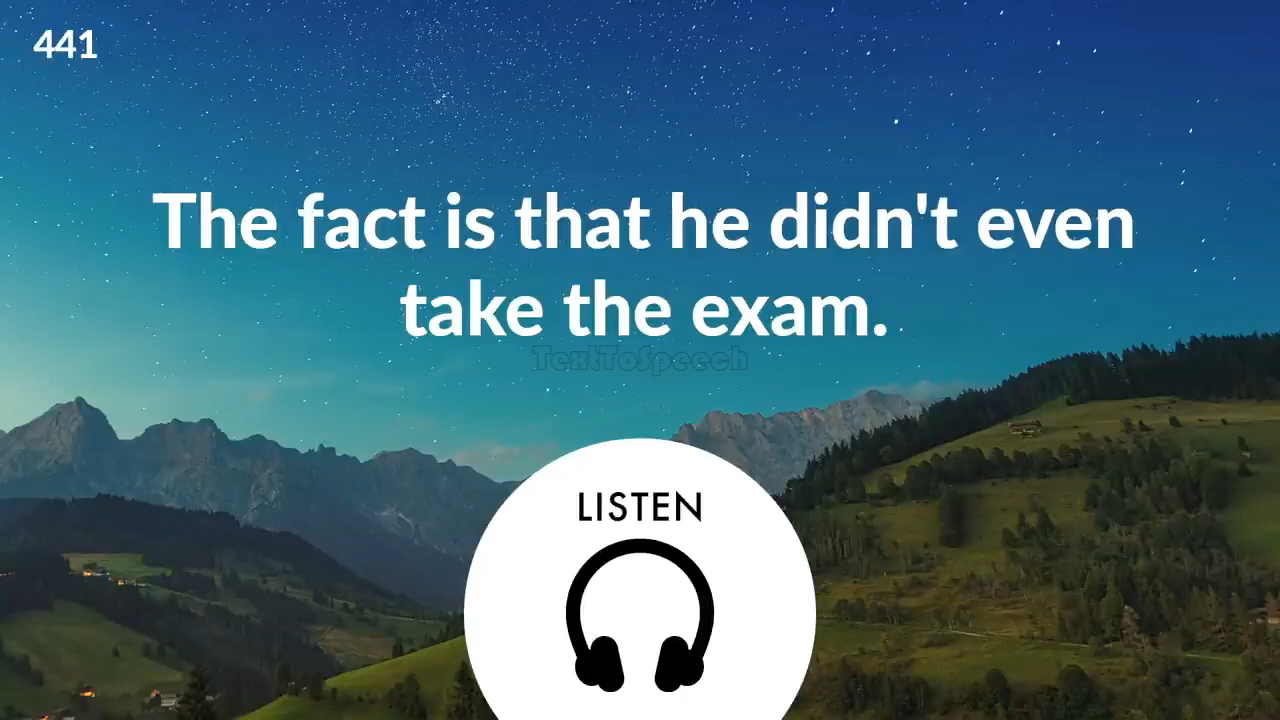 441
The fact is that he didn't even
take the exam.
TextToSpeech
LISTEN